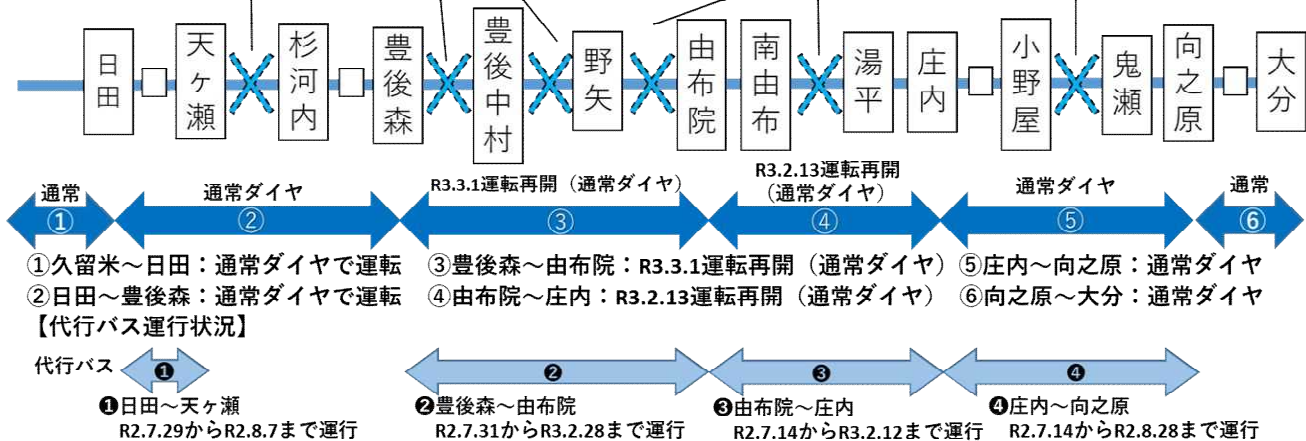 日田
天ヶ瀬
杉河内
豊後森
豊後中村
野矢
由布院
南由布
湯平
庄内
小野屋
鬼瀬
向之原
大分
通常
通常ダイヤ
R3.3.1運転再開（通常ダイヤ）
R3.2.13運転再開
（通常ダイヤ）
通常ダイヤ
通常
① ② ③ ④ ⑤ ⑥
①久留米～日田：通常ダイヤで運転
③豊後森～由布院：R3.3.1運転再開（通常ダイヤ）
⑤庄内～向之原：通常ダイヤ
②日田～豊後森：通常ダイヤで運転
④由布院～庄内：R3.2.13運転再開（通常ダイヤ）
⑥向之原～大分：通常ダイヤ
【代行バス運行状況】
代行バス
❶ ❷ ❸ ❹
❶日田～天ヶ瀬
R2.7.29からR2.8.7まで運行
❷豊後森～由布院
R2.7.31からR3.2.28まで運行
❸由布院～庄内
R2.7.14からR3.2.12まで運行
❹庄内～向之原
R2.7.14からR2.8.28まで運行